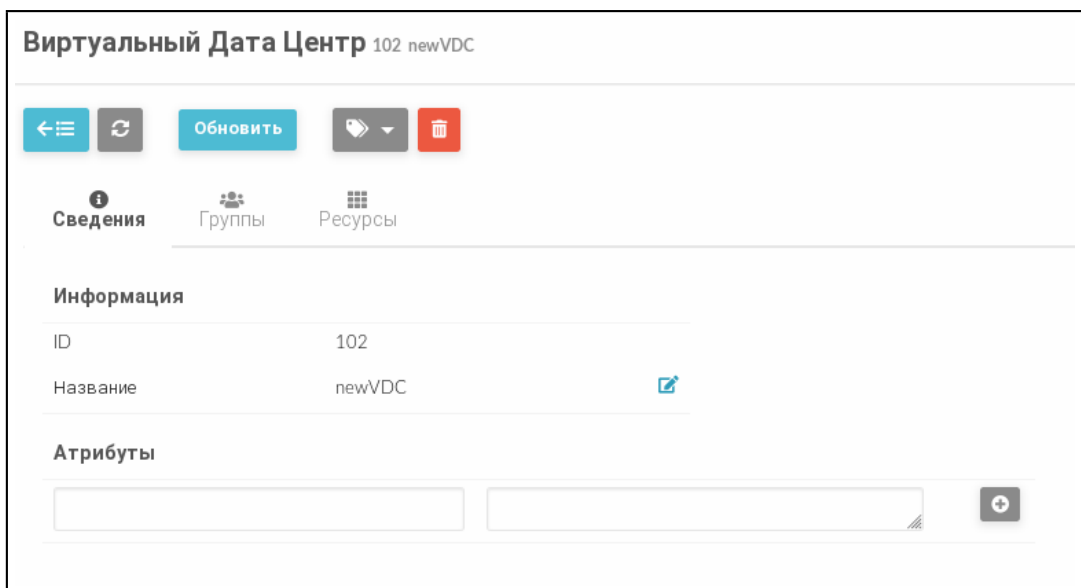 Виртуальный Дата Центр 102 newVDC
Обновить
Сведения Группы Ресурсы
Информация
ID 102
Название newVDC
Атрибуты